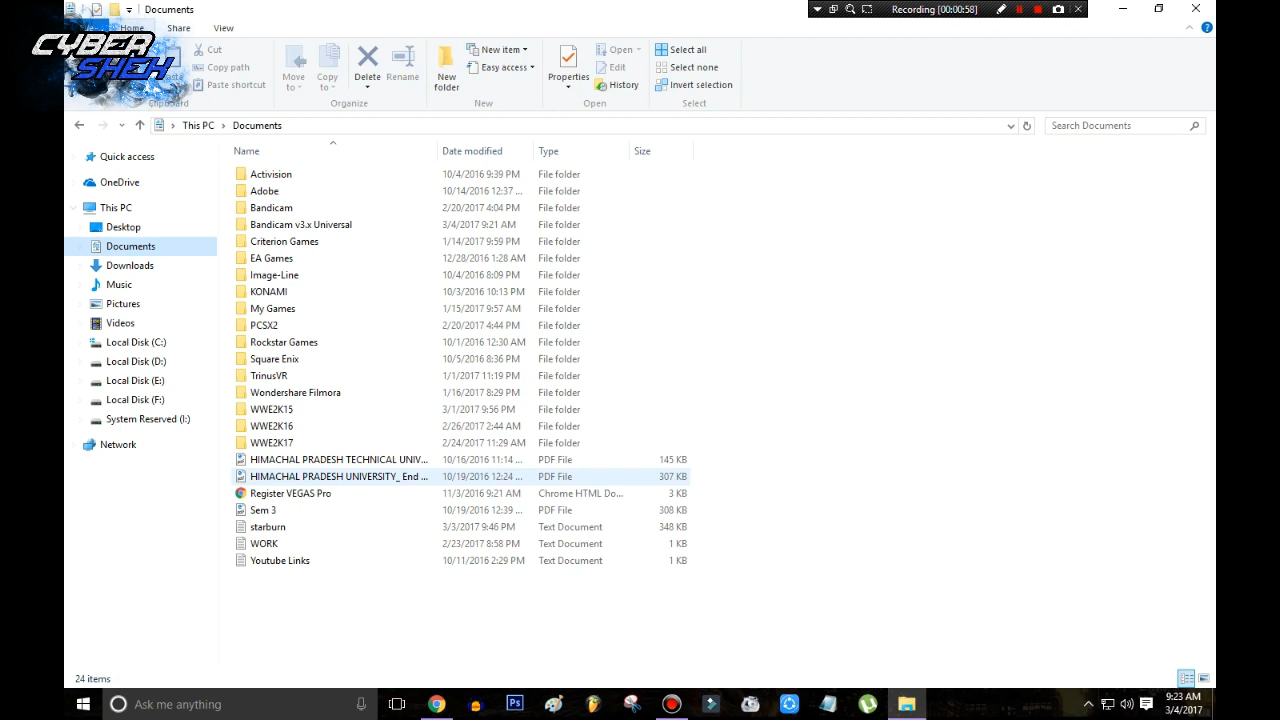 Documents
Recording [00:00:58]
Home Share View
CYBER
SHEK
Cut
Copy path
Paste shortcut
Clipboard
Move to
Copy to
Delete
Rename
Organize
New folder
New item
Easy access
New
Properties
Open
Edit
History
Open
Select all
Select none
Invert selection
Select
This PC > Documents
Search Documents
Quick access
OneDrive
This PC
Desktop
Documents
Downloads
Music
Pictures
Videos
Local Disk (C:)
Local Disk (D:)
Local Disk (E:)
Local Disk (F:)
System Reserved (I:)
Network
Name Date modified Type Size
Activision 10/4/2016 9:39 PM File folder
Adobe 10/14/2016 12:37 ... File folder
Bandicam 2/20/2017 4:04 PM File folder
Bandicam v3.x Universal 3/4/2017 9:21 AM File folder
Criterion Games 1/14/2017 9:59 PM File folder
EA Games 12/28/2016 1:28 AM File folder
Image-Line 10/4/2016 8:09 PM File folder
KONAMI 10/3/2016 10:13 PM File folder
My Games 1/15/2017 9:57 AM File folder
PCSX2 2/20/2017 4:44 PM File folder
Rockstar Games 10/1/2016 12:30 AM File folder
Square Enix 10/5/2016 8:36 PM File folder
TrinusVR 1/1/2017 11:19 PM File folder
Wondershare Filmora 1/16/2017 8:29 PM File folder
WWE2K15 3/1/2017 9:56 PM File folder
WWE2K16 2/26/2017 2:44 AM File folder
WWE2K17 2/24/2017 11:29 AM File folder
HIMACHAL PRADESH TECHNICAL UNIV... 10/16/2016 11:14 ... PDF File 145 KB
HIMACHAL PRADESH UNIVERSITY_ End ... 10/19/2016 12:24 ... PDF File 307 KB
Register VEGAS Pro 11/3/2016 9:21 AM Chrome HTML Do... 3 KB
Sem 3 10/19/2016 12:39 ... PDF File 308 KB
starburn 3/3/2017 9:46 PM Text Document 348 KB
WORK 2/23/2017 8:58 PM Text Document 1 KB
Youtube Links 10/11/2016 2:29 PM Text Document 1 KB
24 items
Ask me anything
Ps
9:23 AM
3/4/2017